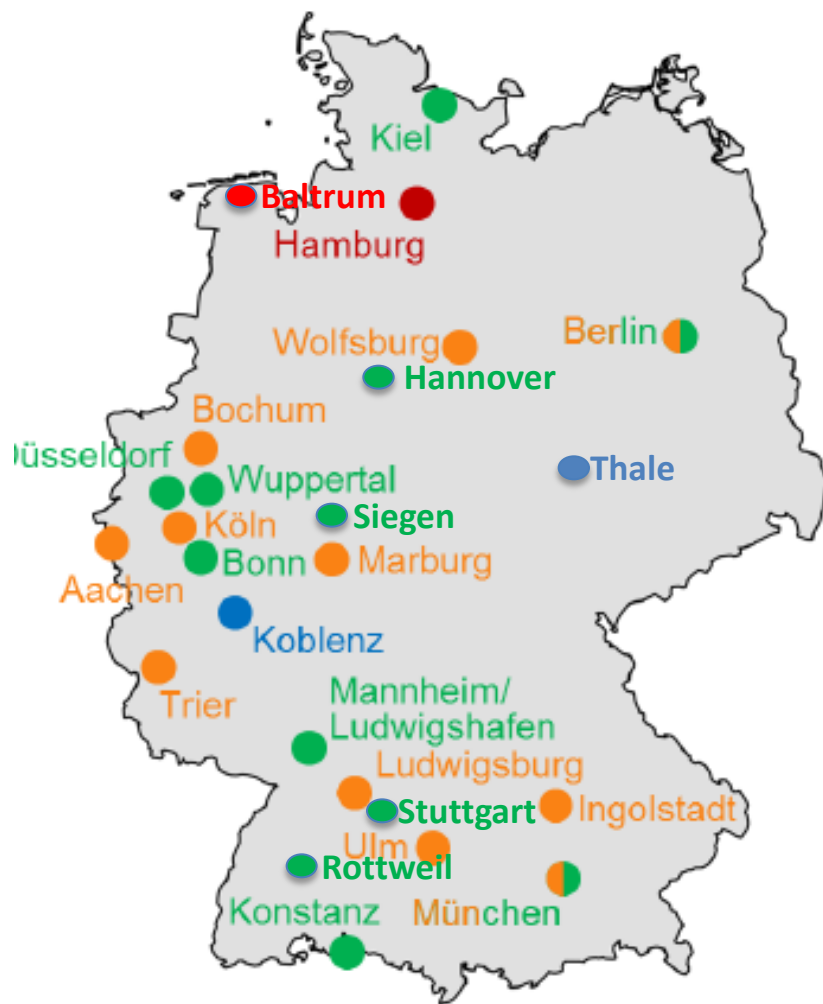 Kiel
Baltrum
Hamburg
Wolfsburg
Berlin
Hannover
Bochum
Düsseldorf
Thale
Wuppertal
Siegen
Köln
Bonn
Marburg
Aachen
Koblenz
Trier
Mannheim/
Ludwigshafen
Ludwigsburg
Stuttgart
Ingolstadt
Ulm
Rottweil
Konstanz
München